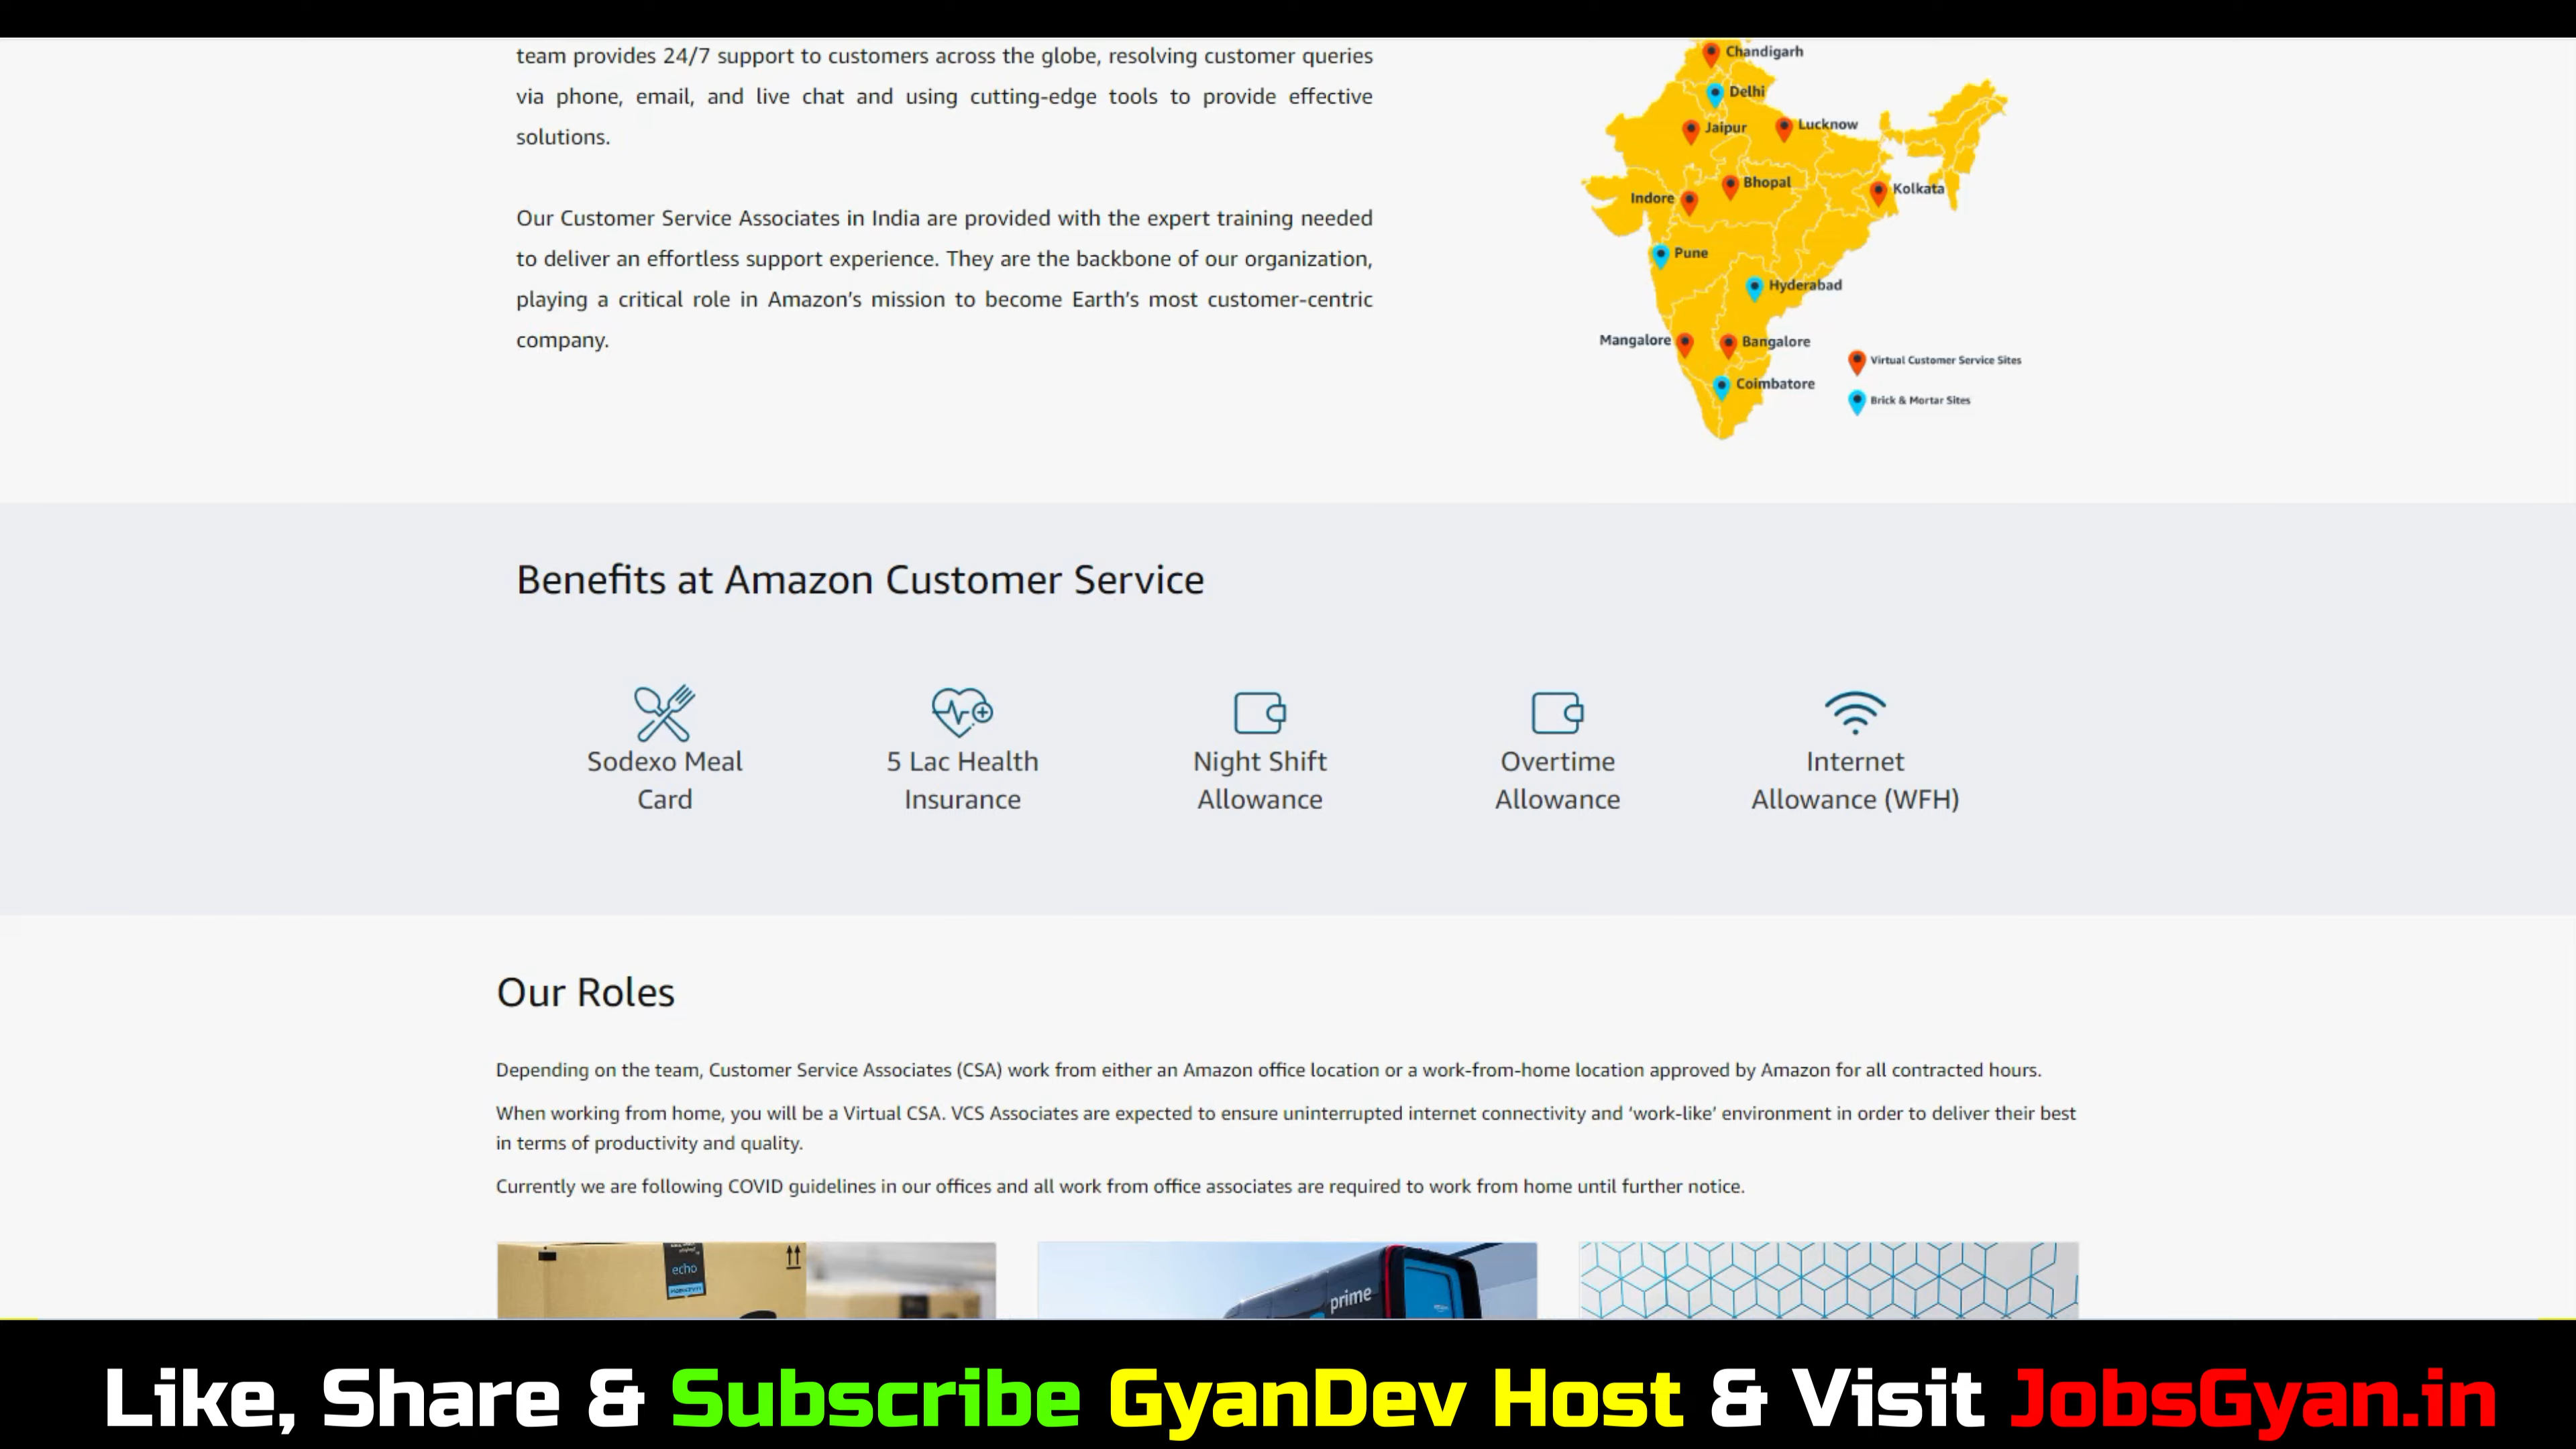 team provides 24/7 support to customers across the globe, resolving customer queries
via phone, email, and live chat and using cutting-edge tools to provide effective
solutions.
Our Customer Service Associates in India are provided with the expert training needed
to deliver an effortless support experience. They are the backbone of our organization,
playing a critical role in Amazon's mission to become Earth's most customer-centric
company.
Chandigarh
Delhi
Jaipur
Lucknow
Bhopal
Kolkata
Indore
Pune
Hyderabad
Mangalore
Bangalore
Virtual Customer Service Sites
Coimbatore
Brick & Mortar Sites
Benefits at Amazon Customer Service
Sodexo Meal
Card
5 Lac Health
Insurance
Night Shift
Allowance
Overtime
Allowance
Internet
Allowance (WFH)
Our Roles
Depending on the team, Customer Service Associates (CSA) work from either an Amazon office location or a work-from-home location approved by Amazon for all contracted hours.
When working from home, you will be a Virtual CSA. VCS Associates are expected to ensure uninterrupted internet connectivity and ‘work-like’ environment in order to deliver their best
in terms of productivity and quality.
Currently we are following COVID guidelines in our offices and all work from office associates are required to work from home until further notice.
echo
prime
Like, Share & Subscribe GyanDev Host & Visit JobsGyan.in